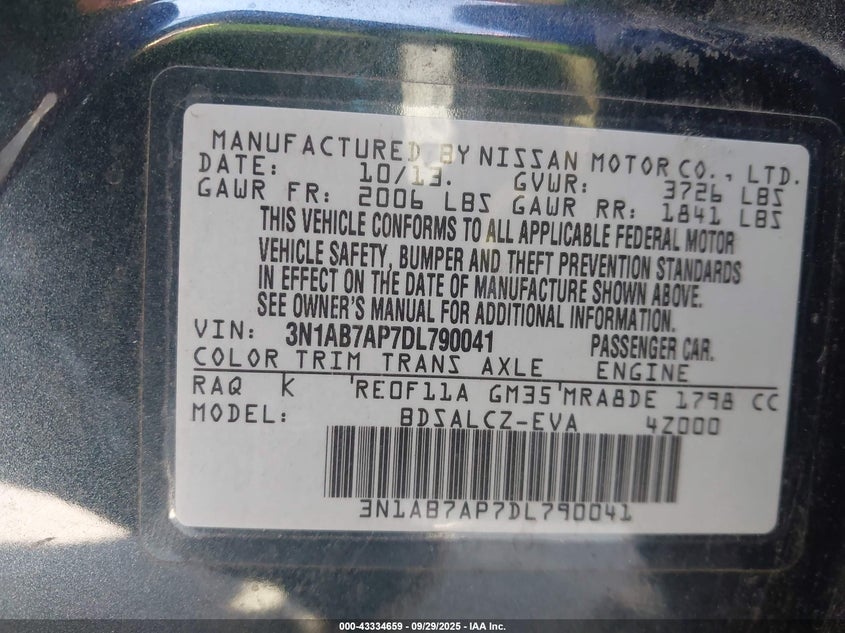 MANUFACTURED BY NISSAN MOTOR CO., LTD.
DATE: 10/13. GVWR: 3726 LBS
GAWR FR: 2006 LBS GAWR RR: 1841 LBS
THIS VEHICLE CONFORMS TO ALL APPLICABLE FEDERAL MOTOR
VEHICLE SAFETY, BUMPER AND THEFT PREVENTION STANDARDS
IN EFFECT ON THE DATE OF MANUFACTURE SHOWN ABOVE.
SEE OWNER'S MANUAL FOR ADDITIONAL INFORMATION.
VIN: 3N1AB7AP7DL790041 PASSENGER CAR.
COLOR TRIM TRANS AXLE ENGINE
RAQ K 'RE0F11A GM35'MRA8DE 1798 CC
MODEL: BDSALCZ-EVA 4Z000
3N1AB7AP7DL790041
000-43334659 - 09/29/2025 - IAA Inc.